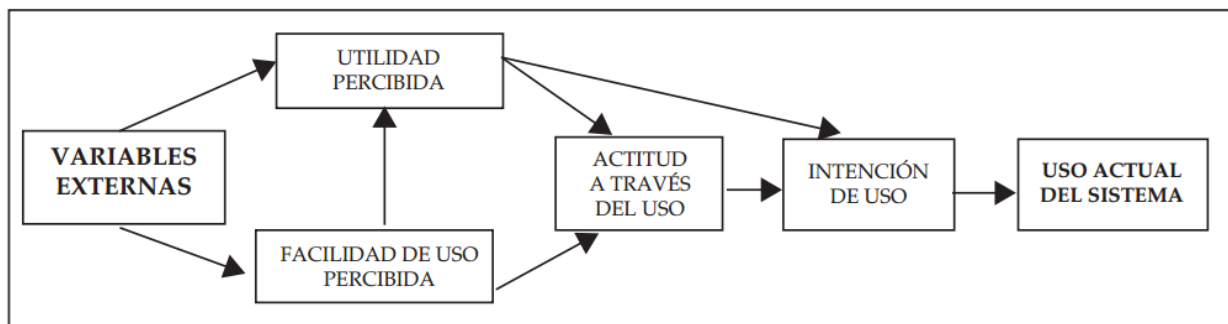 UTILIDAD
PERCIBIDA
VARIABLES
EXTERNAS
FACILIDAD DE USO
PERCIBIDA
ACTITUD
A TRAVÉS
DEL USO
INTENCIÓN
DE USO
USO ACTUAL
DEL SISTEMA